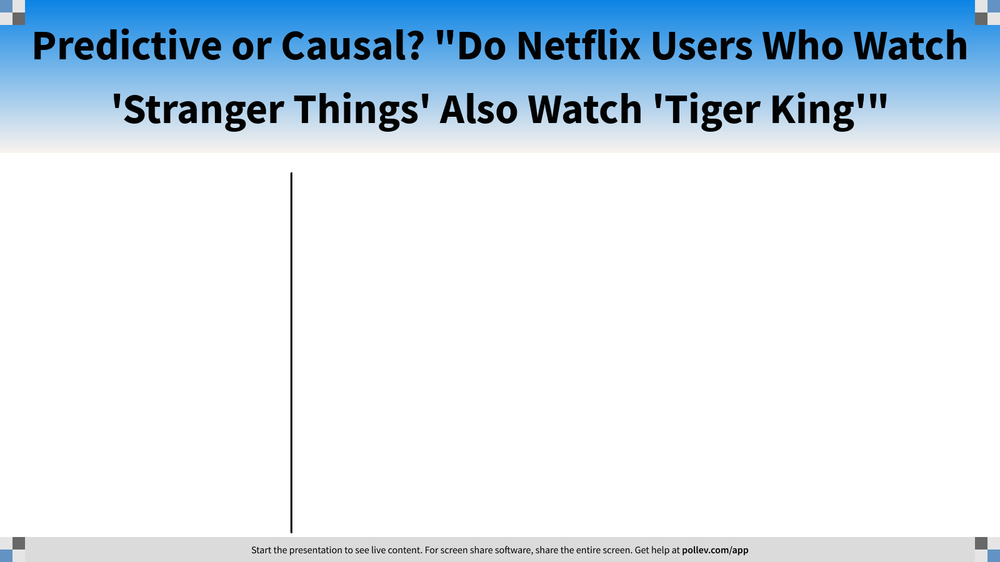 Predictive or Causal? "Do Netflix Users Who Watch
'Stranger Things' Also Watch 'Tiger King'"
Start the presentation to see live content. For screen share software, share the entire screen. Get help at pollev.com/app